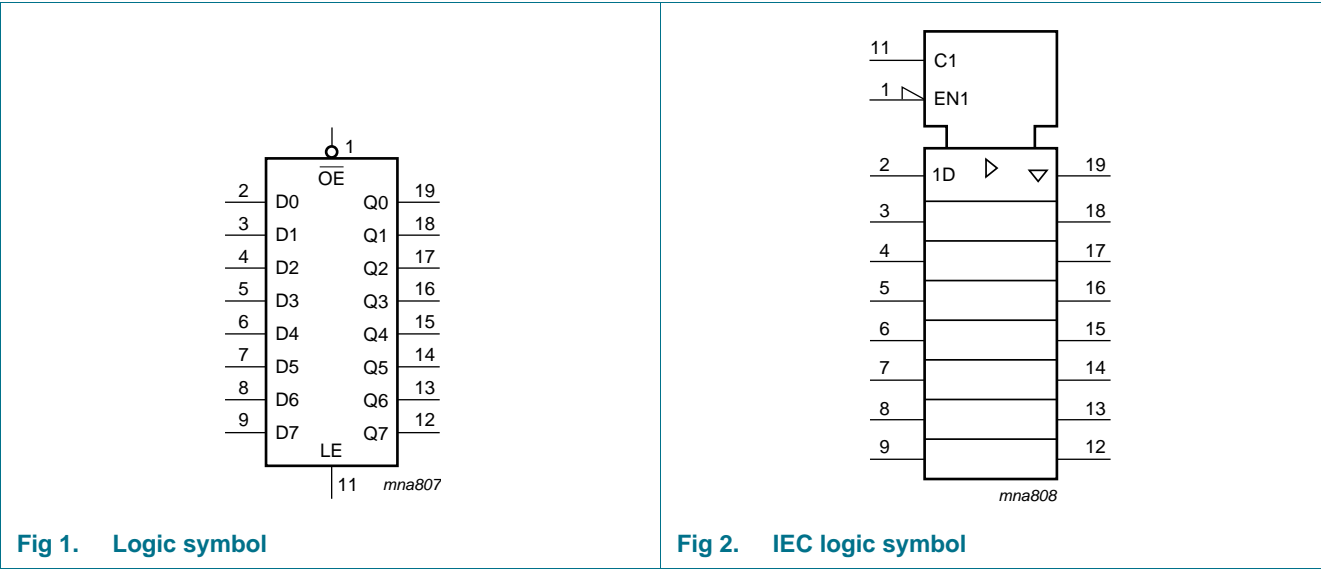 1
OE
2 D0 Q0 19
3 D1 Q1 18
4 D2 Q2 17
5 D3 Q3 16
6 D4 Q4 15
7 D5 Q5 14
8 D6 Q6 13
9 D7 Q7 12
LE
11 mna807
Fig 1. Logic symbol
11 C1
1 EN1
2 1D 19
3 18
4 17
5 16
6 15
7 14
8 13
9 12
mna808
Fig 2. IEC logic symbol